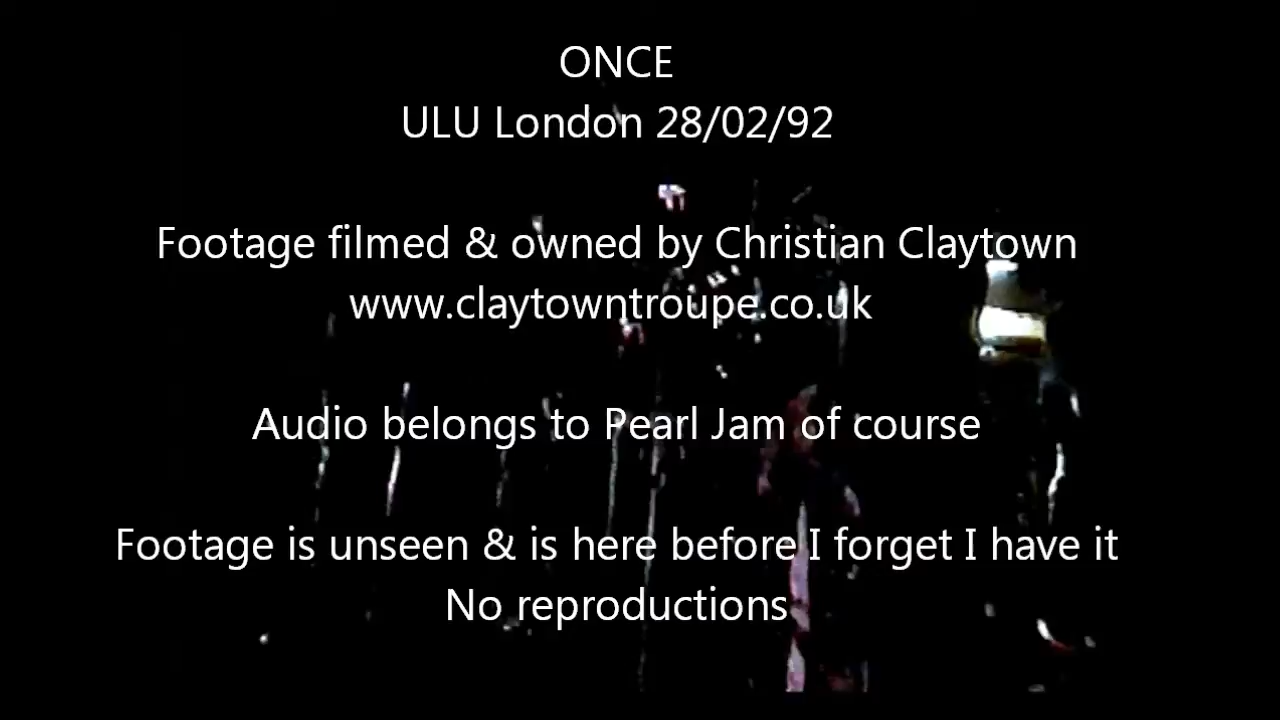 ONCE
ULU London 28/02/92
Footage filmed & owned by Christian Claytown
www.claytowntroupe.co.uk
Audio belongs to Pearl Jam of course
Footage is unseen & is here before I forget I have it
No reproductions